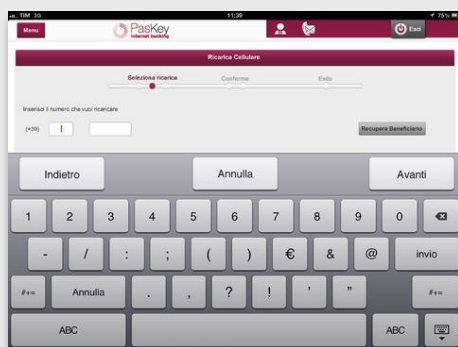 TIM 3G 11:39 75%
Menu PasKey Esci
internet banking
Ricarica Cellulare
Seleziona ricarica Conferma Esito
Inserisci il numero che vuoi ricaricare
(+39) Recupera Beneficiario
Indietro Annulla Avanti
1 2 3 4 5 6 7 8 9 0
- / : ; ( ) € & @ invio
#+= Annulla . , ? ! ' " #+=
ABC ABC